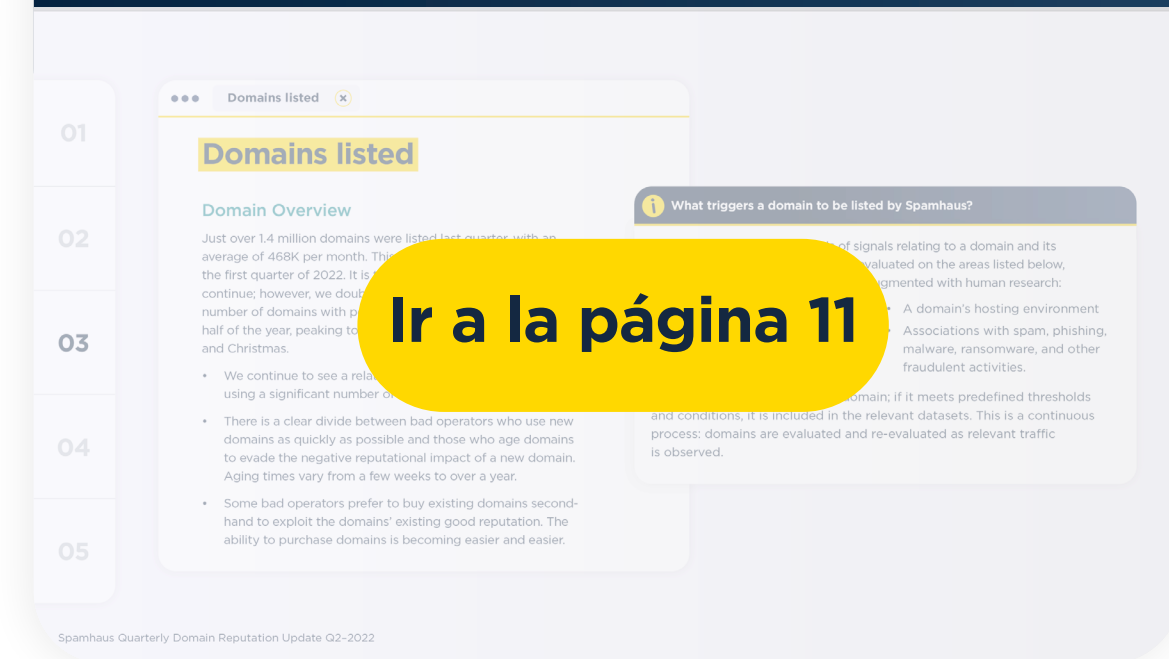 01
02
03
04
05
Domains listed
Domains listed
Domain Overview
Just over 1.4 million domains were listed last quarter, with an
average of 468K per month. This
the first quarter of 2022. It is
continue; however, we doub
number of domains with p
half of the year, peaking to
and Christmas.
• We continue to see a rela
using a significant number o
• There is a clear divide between bad operators who use new
domains as quickly as possible and those who age domains
to evade the negative reputational impact of a new domain.
Aging times vary from a few weeks to over a year.
• Some bad operators prefer to buy existing domains second-
hand to exploit the domains' existing good reputation. The
ability to purchase domains is becoming easier and easier.
Ir a la página 11
What triggers a domain to be listed by Spamhaus?
of signals relating to a domain and its
evaluated on the areas listed below,
gmented with human research:
• A domain's hosting environment
• Associations with spam, phishing,
malware, ransomware, and other
fraudulent activities.
omain; if it meets predefined thresholds
and conditions, it is included in the relevant datasets. This is a continuous
process: domains are evaluated and re-evaluated as relevant traffic
is observed.
Spamhaus Quarterly Domain Reputation Update Q2–2022